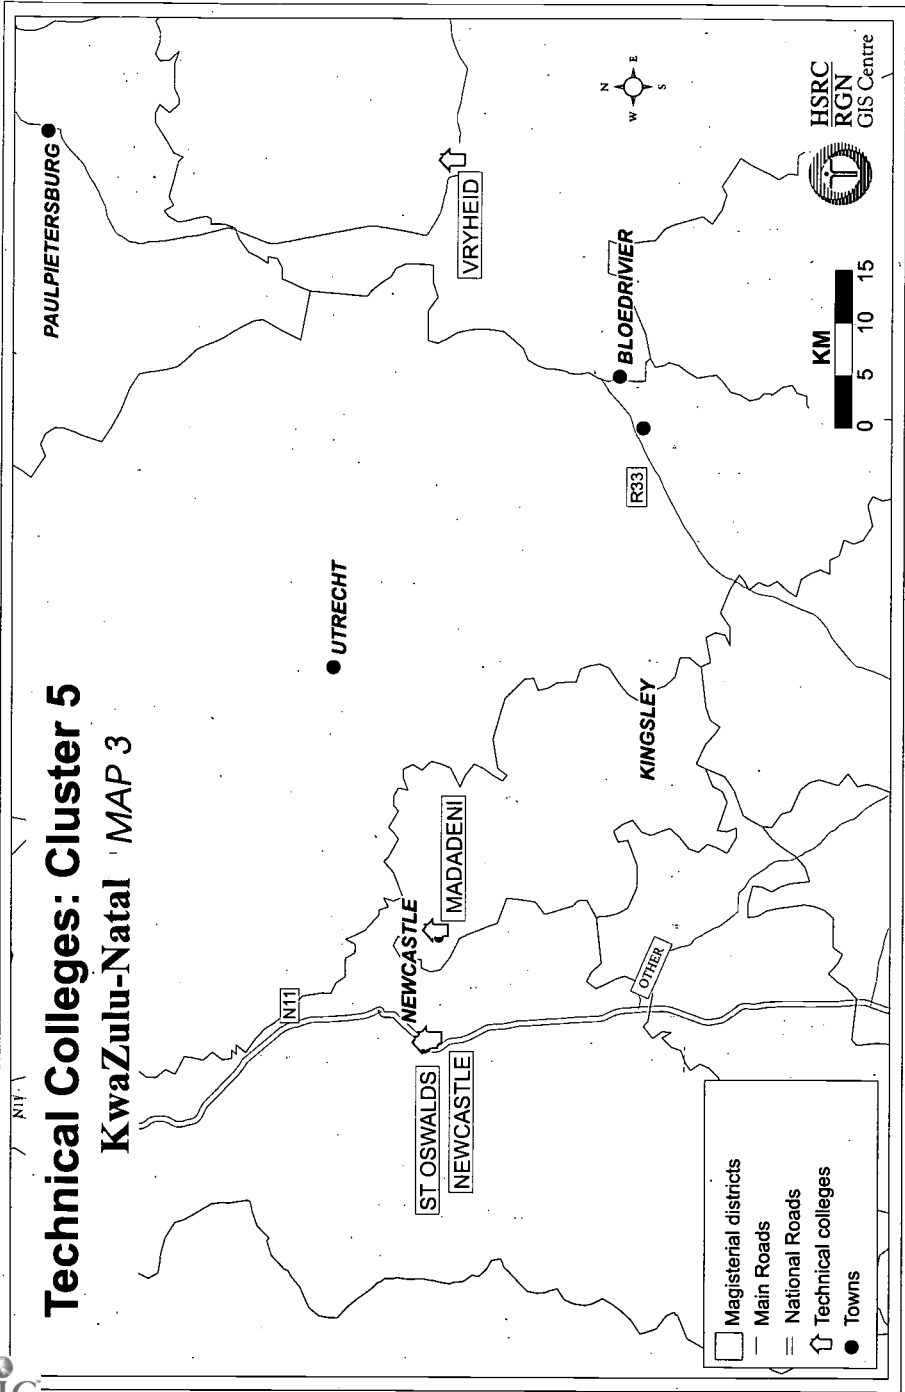 Technical Colleges: Cluster 5
KwaZulu-Natal MAP 3
N11
PAULPIETERSBURG
UTRECHT
N11
NEWCASTLE
MADADENI
ST OSWALDS
NEWCASTLE
VRYHEID
N
W E
S
BLOEDRIVIER
R33
KINGSLEY
OTHER
Magisterial districts
Main Roads
National Roads
Technical colleges
Towns
KM
0 5 10 15
HSRC
RGN
GIS Centre